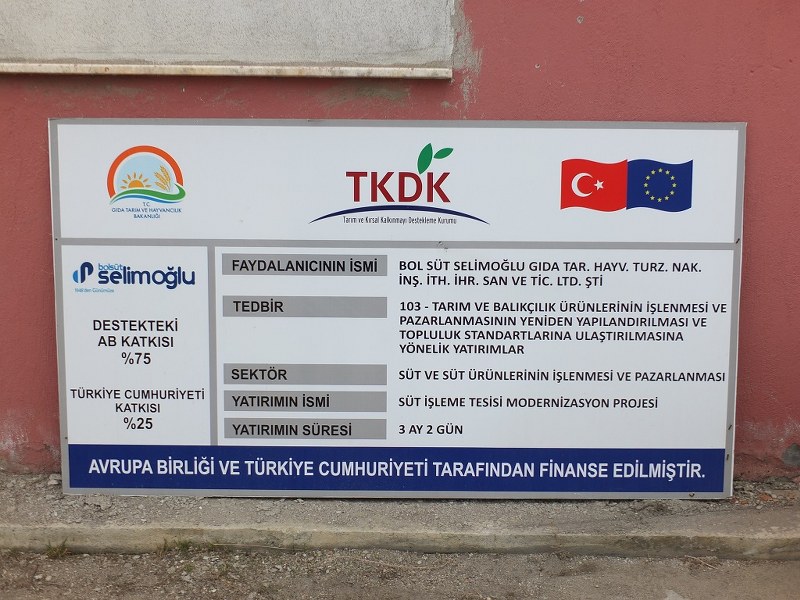 T.C.
GIDA TARIM VE HAYVANCILIK
BAKANLIĞI
TKDK
Tarım ve Kırsal Kalkınmayı Destekleme Kurumu
bolsüt
selimoğlu
DESTEKTEKİ
AB KATKISI
%75
TÜRKİYE CUMHURİYETİ
KATKISI
%25
FAYDALANICININ İSMİ
BOL SÜT SELİMOĞLU GIDA TAR. HAYV. TURZ. NAK.
İNŞ. İTH. İHR. SAN VE TİC. LTD. ŞTİ
TEDBİR
103 - TARIM VE BALIKÇILIK ÜRÜNLERİNİN İŞLENMESİ VE
PAZARLANMASININ YENİDEN YAPILANDIRILMASI VE
TOPLULUK STANDARTLARINA ULAŞTIRILMASINA
YÖNELİK YATIRIMLAR
SEKTÖR
SÜT VE SÜT ÜRÜNLERİNİN İŞLENMESİ VE PAZARLANMASI
YATIRIMIN İSMİ
SÜT İŞLEME TESİSİ MODERNİZASYON PROJESİ
YATIRIMIN SÜRESİ
3 AY 2 GÜN
AVRUPA BİRLİĞİ VE TÜRKİYE CUMHURİYETİ TARAFINDAN FİNANSE EDİLMİŞTİR.